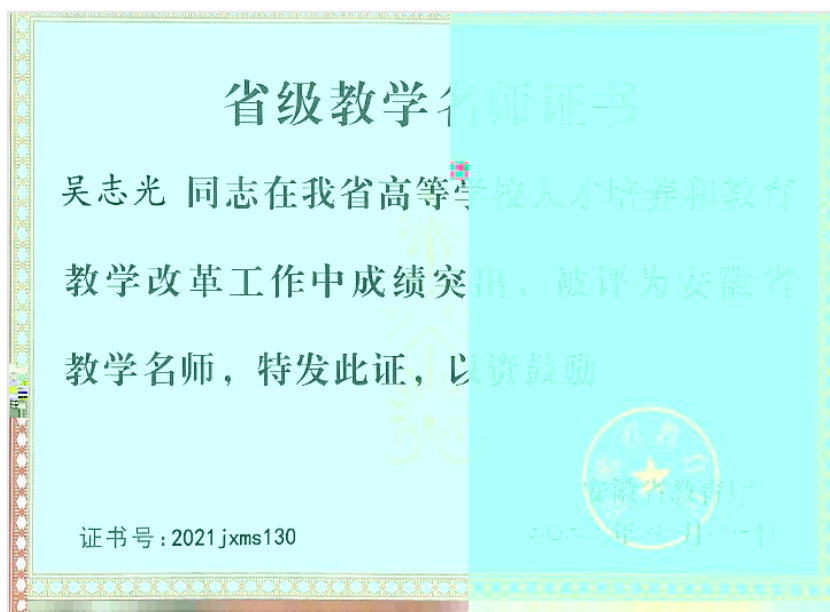 省级教学名师证书
吴志光 同志在我省高等学校人才培养和教育
教学改革工作中成绩突出，被评为安徽省
教学名师，特发此证，以资鼓励
安徽省教育厅
证书号:2021jxms130